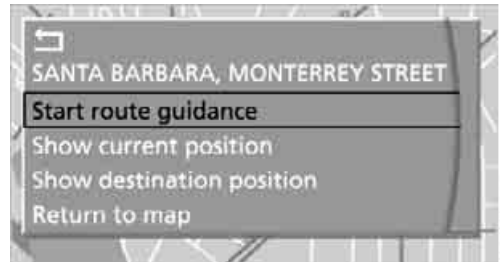 SANTA BARBARA, MONTERREY STREET
Start route guidance
Show current position
Show destination position
Return to map